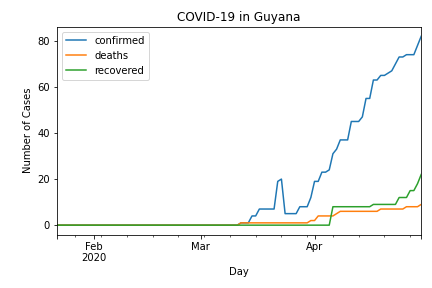 COVID-19 in Guyana
confirmed
deaths
recovered
Number of Cases
80
60
40
20
0
Feb
2020
Mar
Apr
Day